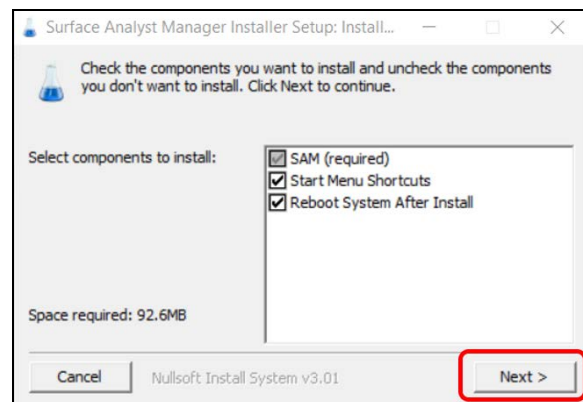 Surface Analyst Manager Installer Setup: Install...
Check the components you want to install and uncheck the components
you don't want to install. Click Next to continue.
Select components to install:
SAM (required)
Start Menu Shortcuts
Reboot System After Install
Space required: 92.6MB
Cancel
Nullsoft Install System v3.01
Next >